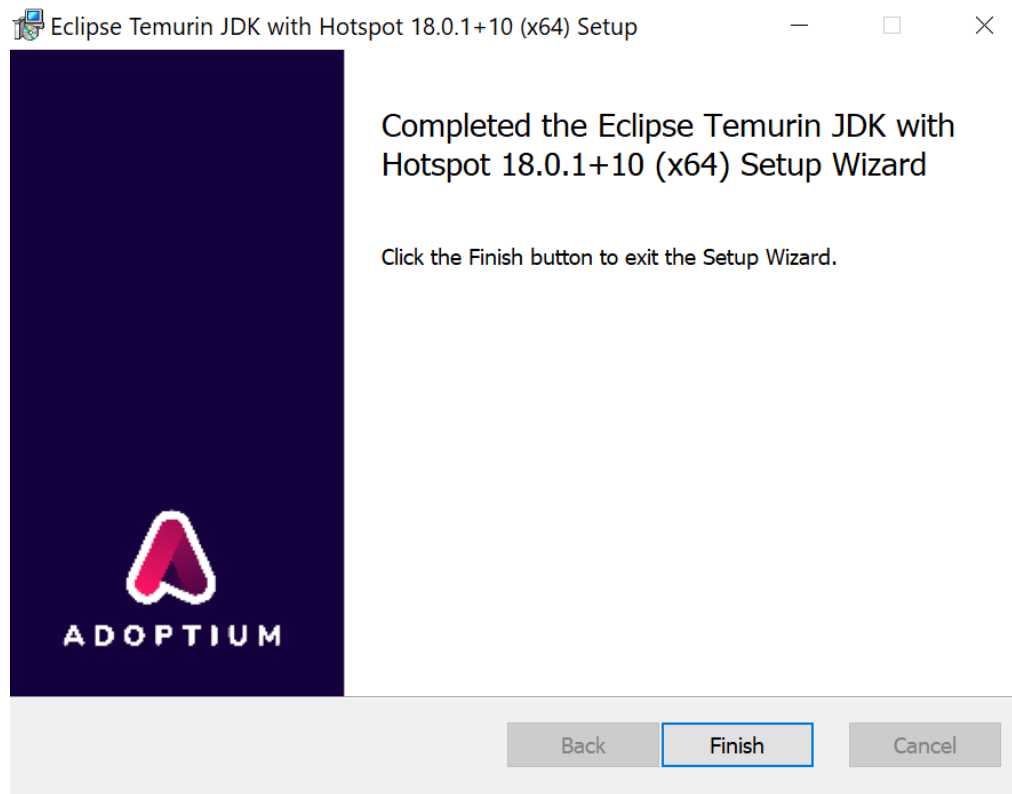 Eclipse Temurin JDK with Hotspot 18.0.1+10 (x64) Setup
Completed the Eclipse Temurin JDK with
Hotspot 18.0.1+10 (x64) Setup Wizard
Click the Finish button to exit the Setup Wizard.
ADOPTIUM
Back
Finish
Cancel